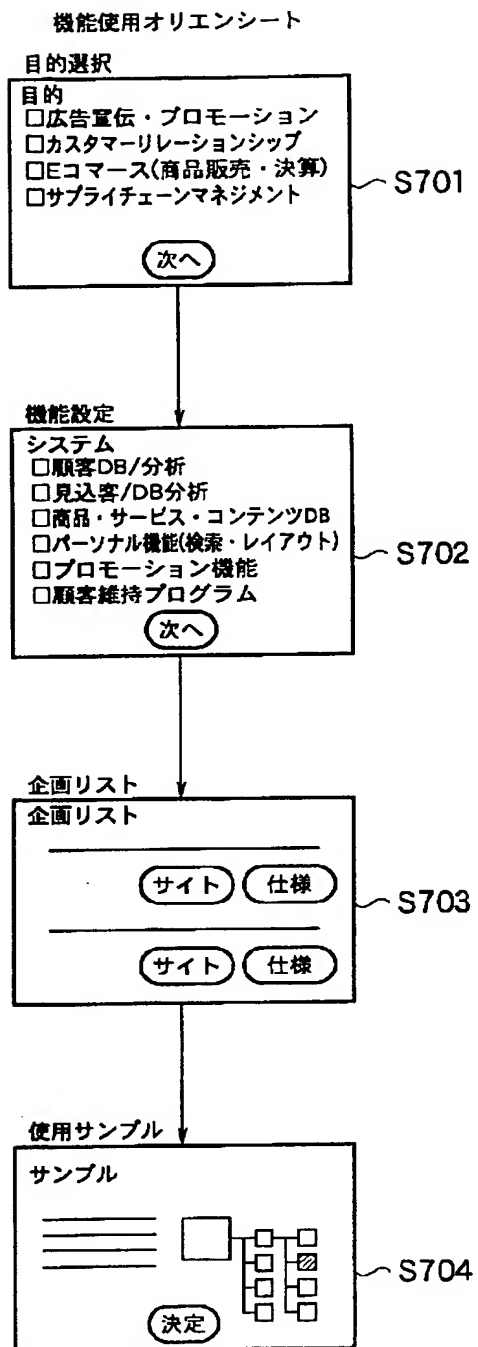 機能使用オリエンシート
目的選択
目的
□広告宣伝・プロモーション
□カスタマーリレーションシップ
□Eコマース(商品販売・決算)
□サプライチェーンマネジメント
次へ
S701
機能設定
システム
□顧客DB/分析
□見込客/DB分析
□商品・サービス・コンテンツDB
□パーソナル機能(検索・レイアウト)
□プロモーション機能
□顧客維持プログラム
次へ
S702
企画リスト
企画リスト
サイト 仕様
サイト 仕様
S703
使用サンプル
サンプル
決定
S704